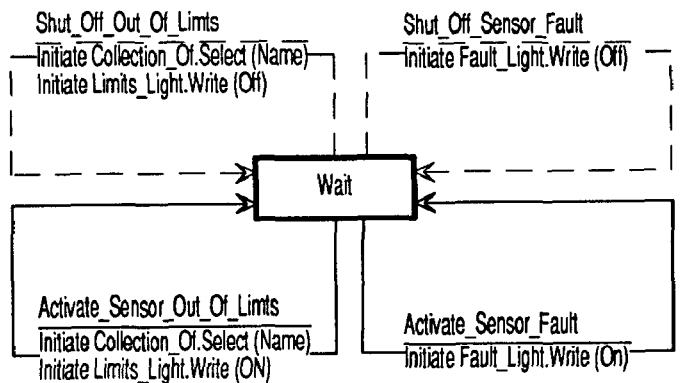 Shut_Off_Out_Of_Limts
Initiate Collection_Of.Select (Name)
Initiate Limits_Light.Write (Off)
Shut_Off_Sensor_Fault
Initiate Fault_Light.Write (Off)
Wait
Activate_Sensor_Out_Of_Limts
Initiate Collection_Of.Select (Name)
Initiate Limits_Light.Write (ON)
Activate_Sensor_Fault
Initiate Fault_Light.Write (On)